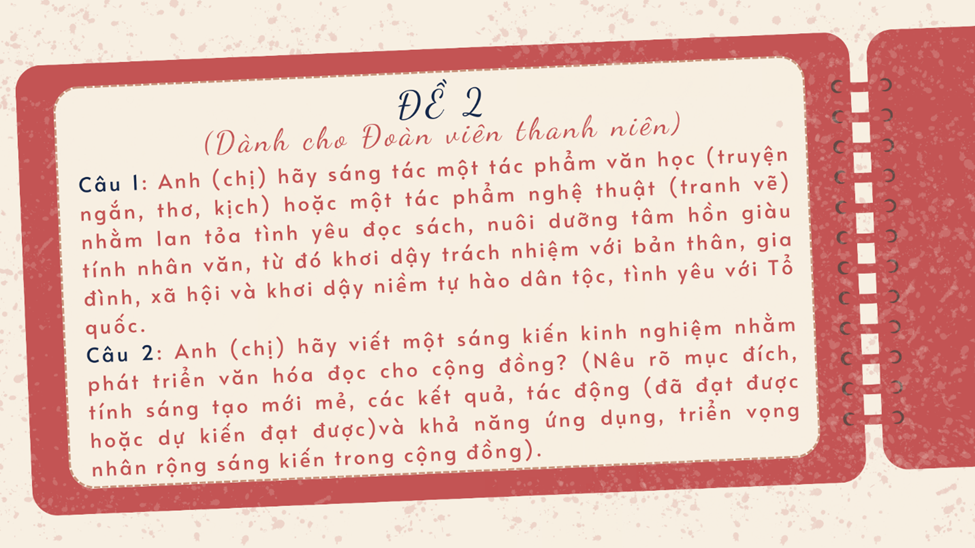 ĐỀ 2
(Dành cho Đoàn viên thanh niên)
Câu 1: Anh (chị) hãy sáng tác một tác phẩm văn học (truyện
ngắn, thơ, kịch) hoặc một tác phẩm nghệ thuật (tranh vẽ)
nhằm lan tỏa tình yêu đọc sách, nuôi dưỡng tâm hồn giàu
tính nhân văn, từ đó khơi dậy trách nhiệm với bản thân, gia
đình, xã hội và khơi dậy niềm tự hào dân tộc, tình yêu với Tổ
quốc.
Câu 2: Anh (chị) hãy viết một sáng kiến kinh nghiệm nhằm
phát triển văn hóa đọc cho cộng đồng? (Nêu rõ mục đích,
tính sáng tạo mới mẻ, các kết quả, tác động (đã đạt được
hoặc dự kiến đạt được)và khả năng ứng dụng, triển vọng
nhân rộng sáng kiến trong cộng đồng).